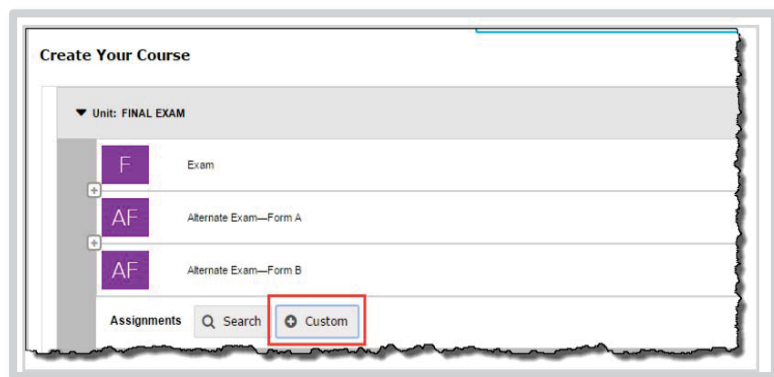 Create Your Course
Unit: FINAL EXAM
F Exam
AF Alternate Exam—Form A
AF Alternate Exam—Form B
Assignments Search Custom